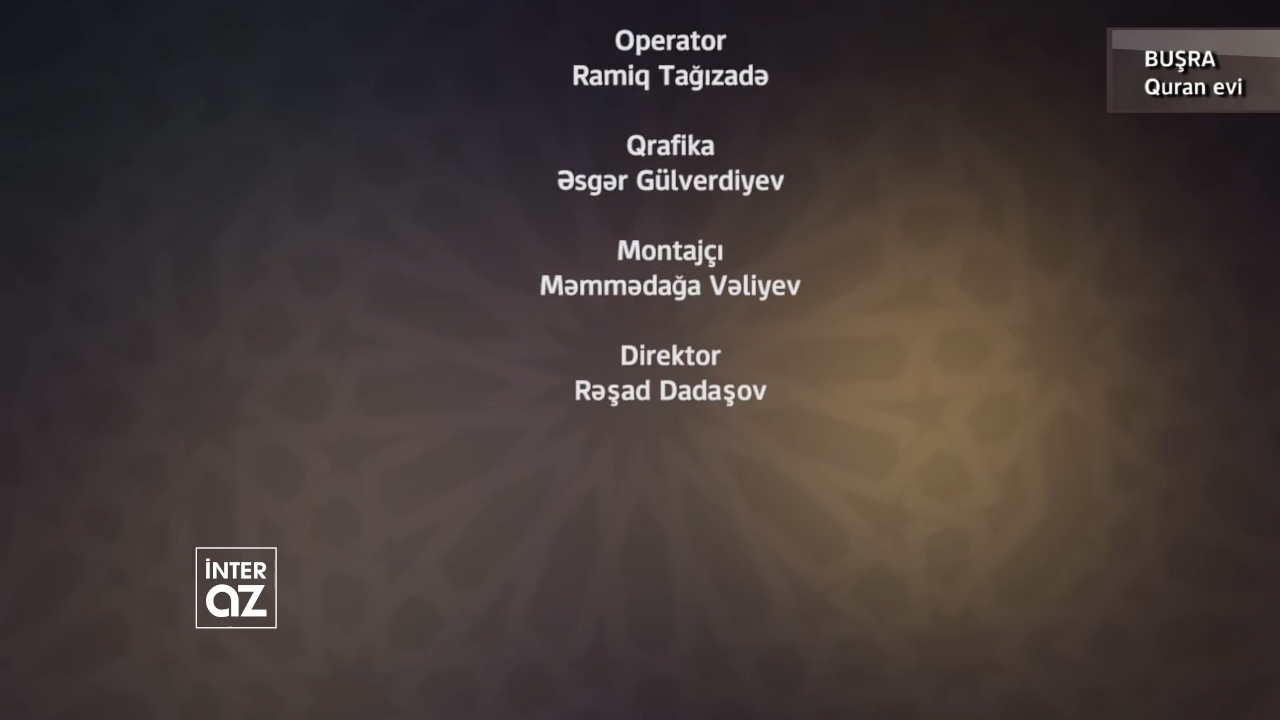 Operator
Ramiq Tağızadə
Qrafika
Əsgər Gülverdiyev
Montajçı
Məmmədağa Vəliyev
Direktor
Rəşad Dadaşov
BUŞRA
Quran evi
İNTER
az